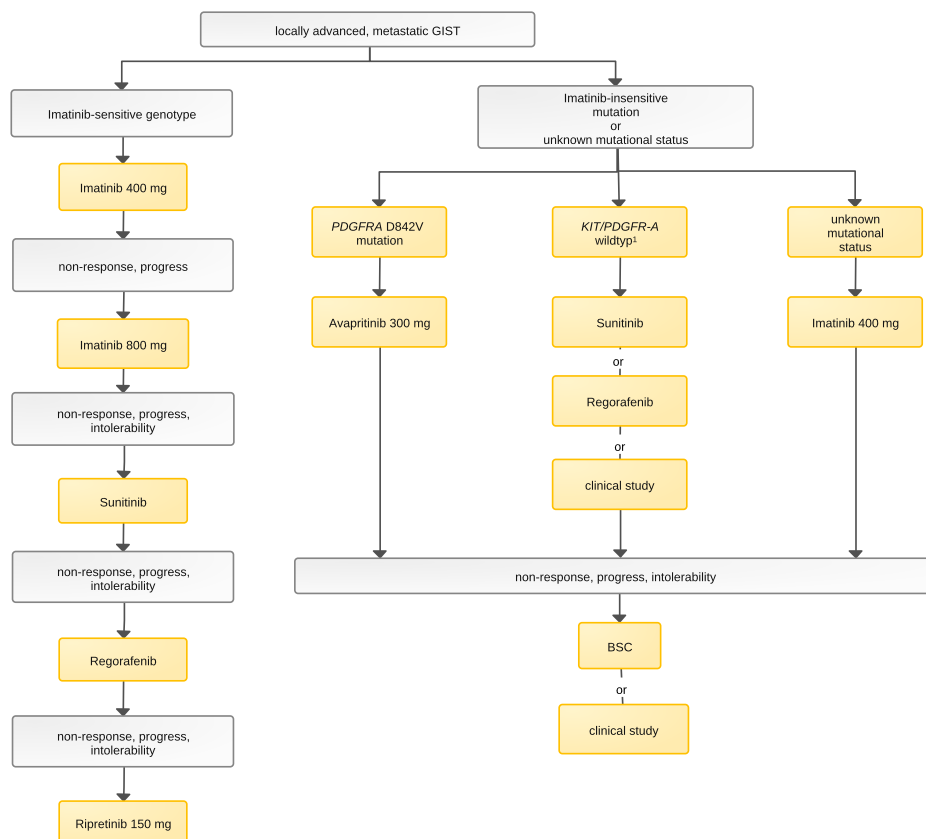 locally advanced, metastatic GIST
Imatinib-sensitive genotype
Imatinib 400 mg
non-response, progress
Imatinib 800 mg
non-response, progress,
intolerability
Sunitinib
non-response, progress,
intolerability
Regorafenib
non-response, progress,
intolerability
Ripretinib 150 mg
Imatinib-insensitive
mutation
or
unknown mutational status
PDGFRA D842V
mutation
Avapritinib 300 mg
KIT/PDGFR-A
wildtyp¹
Sunitinib
or
Regorafenib
or
clinical study
unknown
mutational
status
Imatinib 400 mg
non-response, progress, intolerability
BSC
or
clinical study